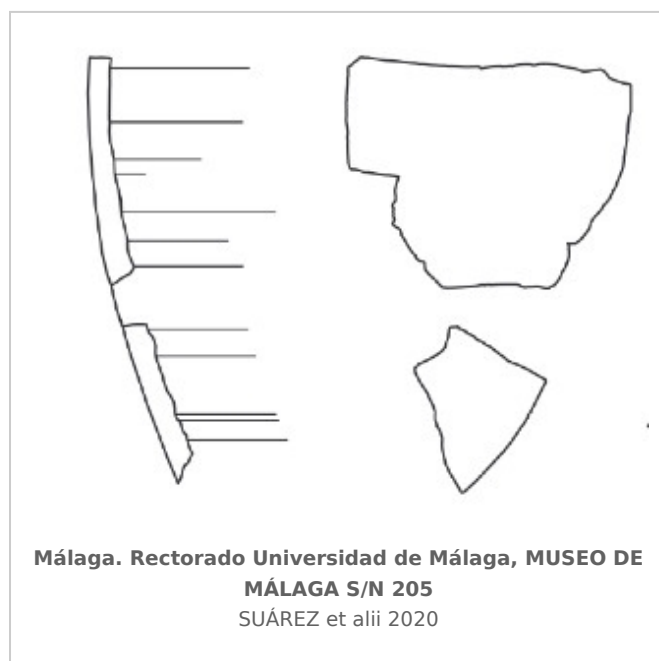 Málaga. Rectorado Universidad de Málaga, MUSEO DE
MÁLAGA S/N 205
SUÁREZ et alii 2020